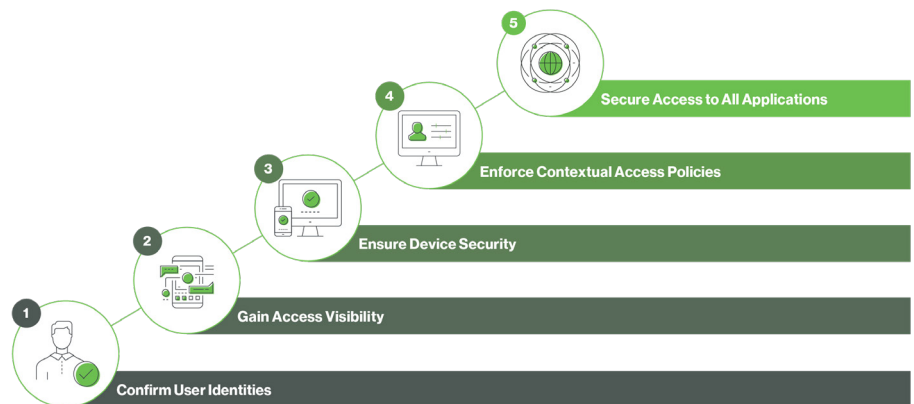 5
Secure Access to All Applications
4
Enforce Contextual Access Policies
3
Ensure Device Security
2
Gain Access Visibility
1
Confirm User Identities